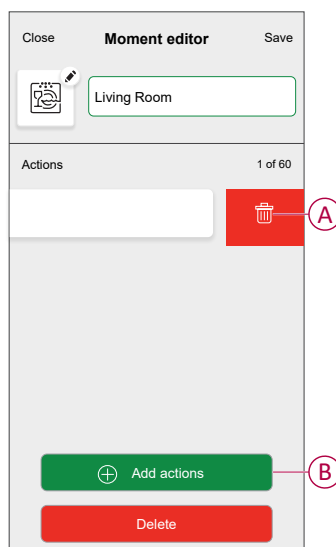 Close Moment editor Save
Living Room
Actions 1 of 60
A
Add actions
B
Delete